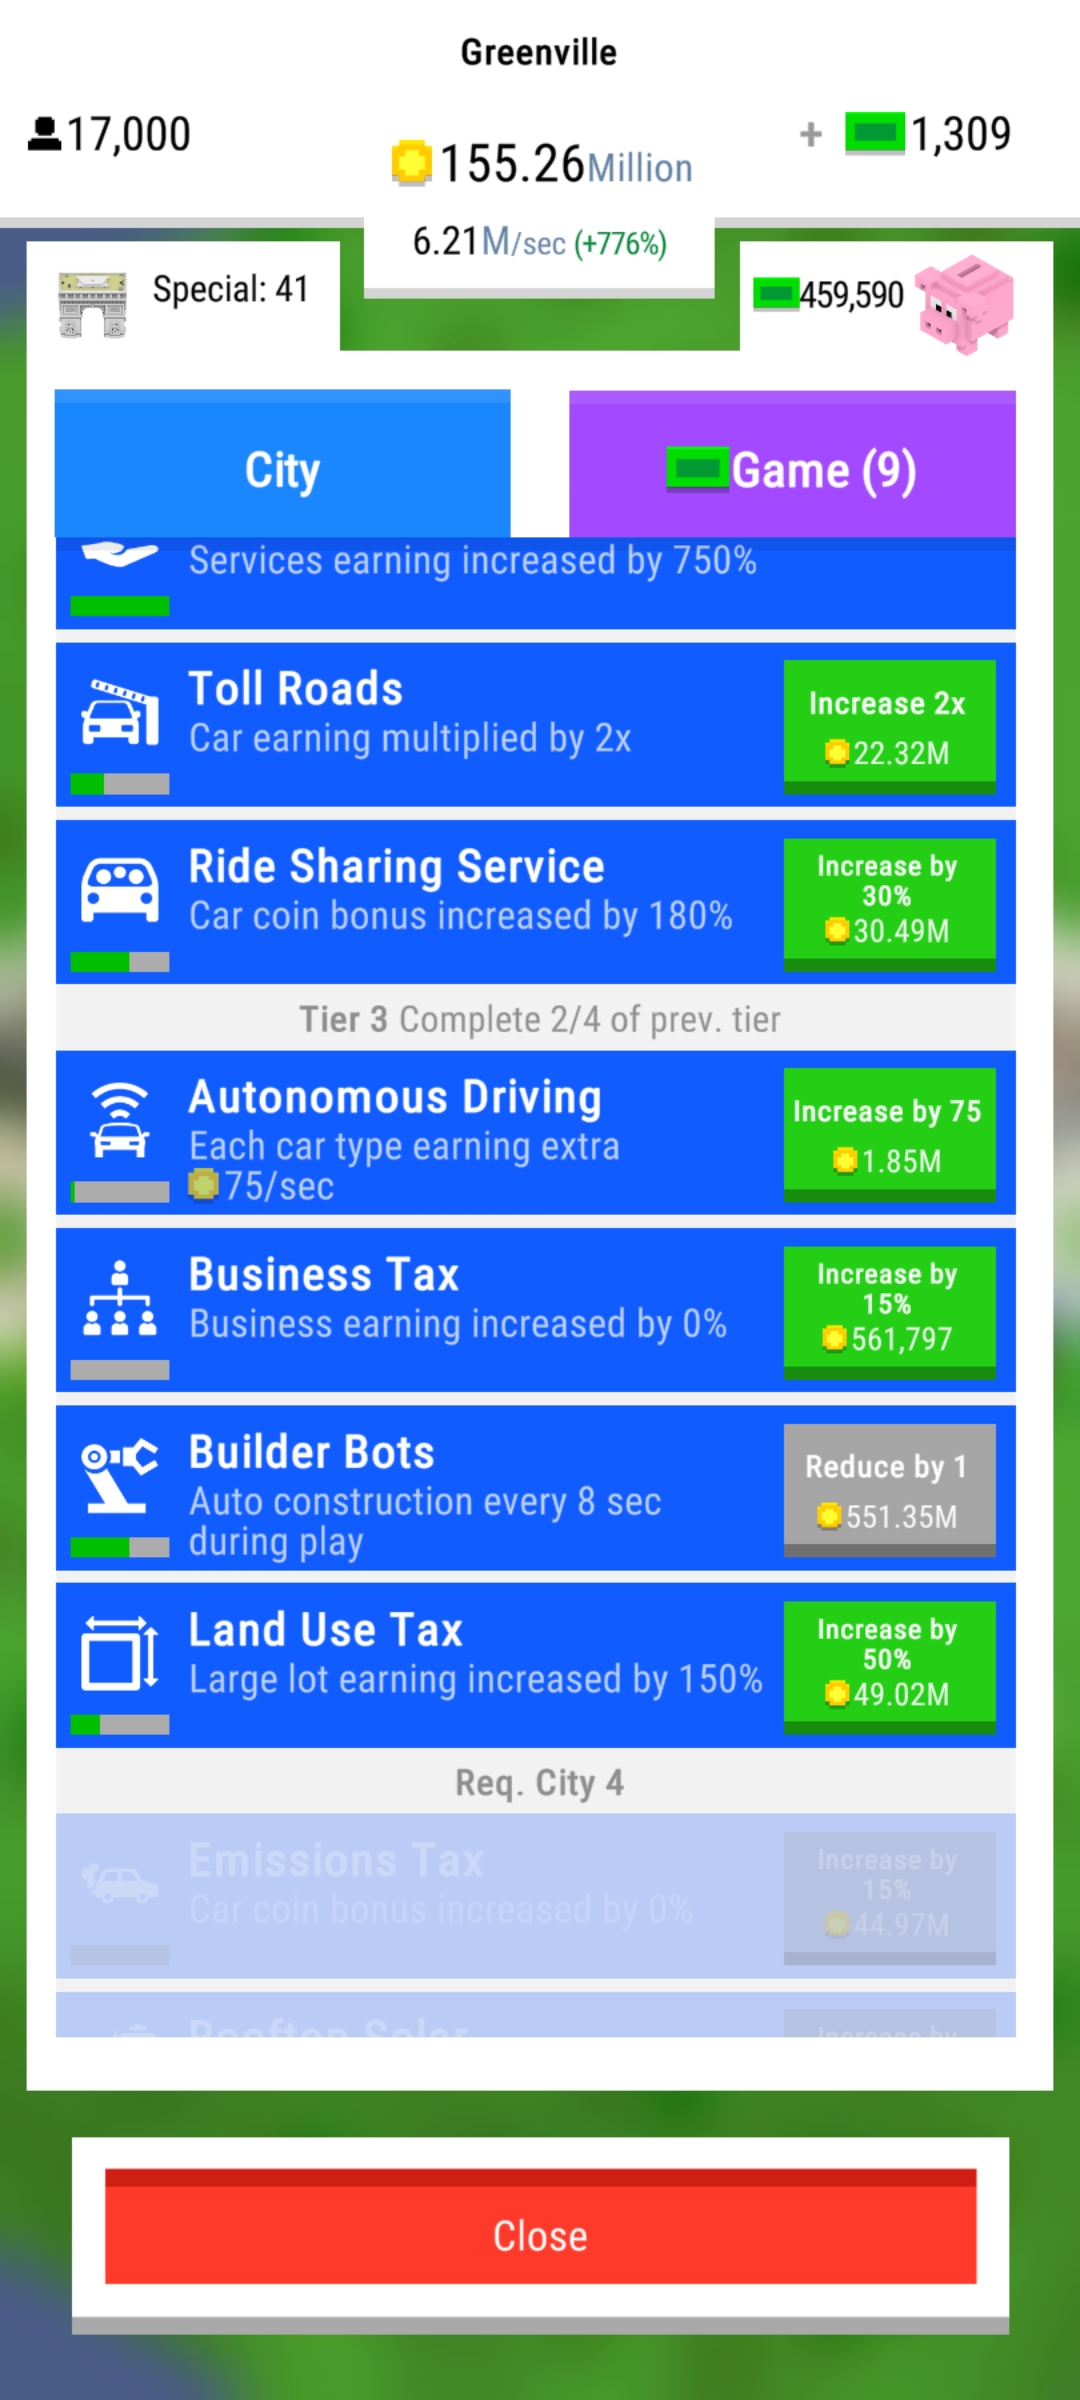 Greenville
17,000
155.26 Million
+ 1,309
6.21M/sec (+776%)
Special: 41
459,590
City
Game (9)
Services earning increased by 750%
Toll Roads
Car earning multiplied by 2x
Increase 2x
22.32M
Ride Sharing Service
Car coin bonus increased by 180%
Increase by
30%
30.49M
Tier 3 Complete 2/4 of prev. tier
Autonomous Driving
Each car type earning extra
75/sec
Increase by 75
1.85M
Business Tax
Business earning increased by 0%
Increase by
15%
561,797
Builder Bots
Auto construction every 8 sec
during play
Reduce by 1
551.35M
Land Use Tax
Large lot earning increased by 150%
Increase by
50%
49.02M
Req. City 4
Emissions Tax
Car coin bonus increased by 0%
Increase by
15%
44.97M
Rooftop Solar
Increase by
Close